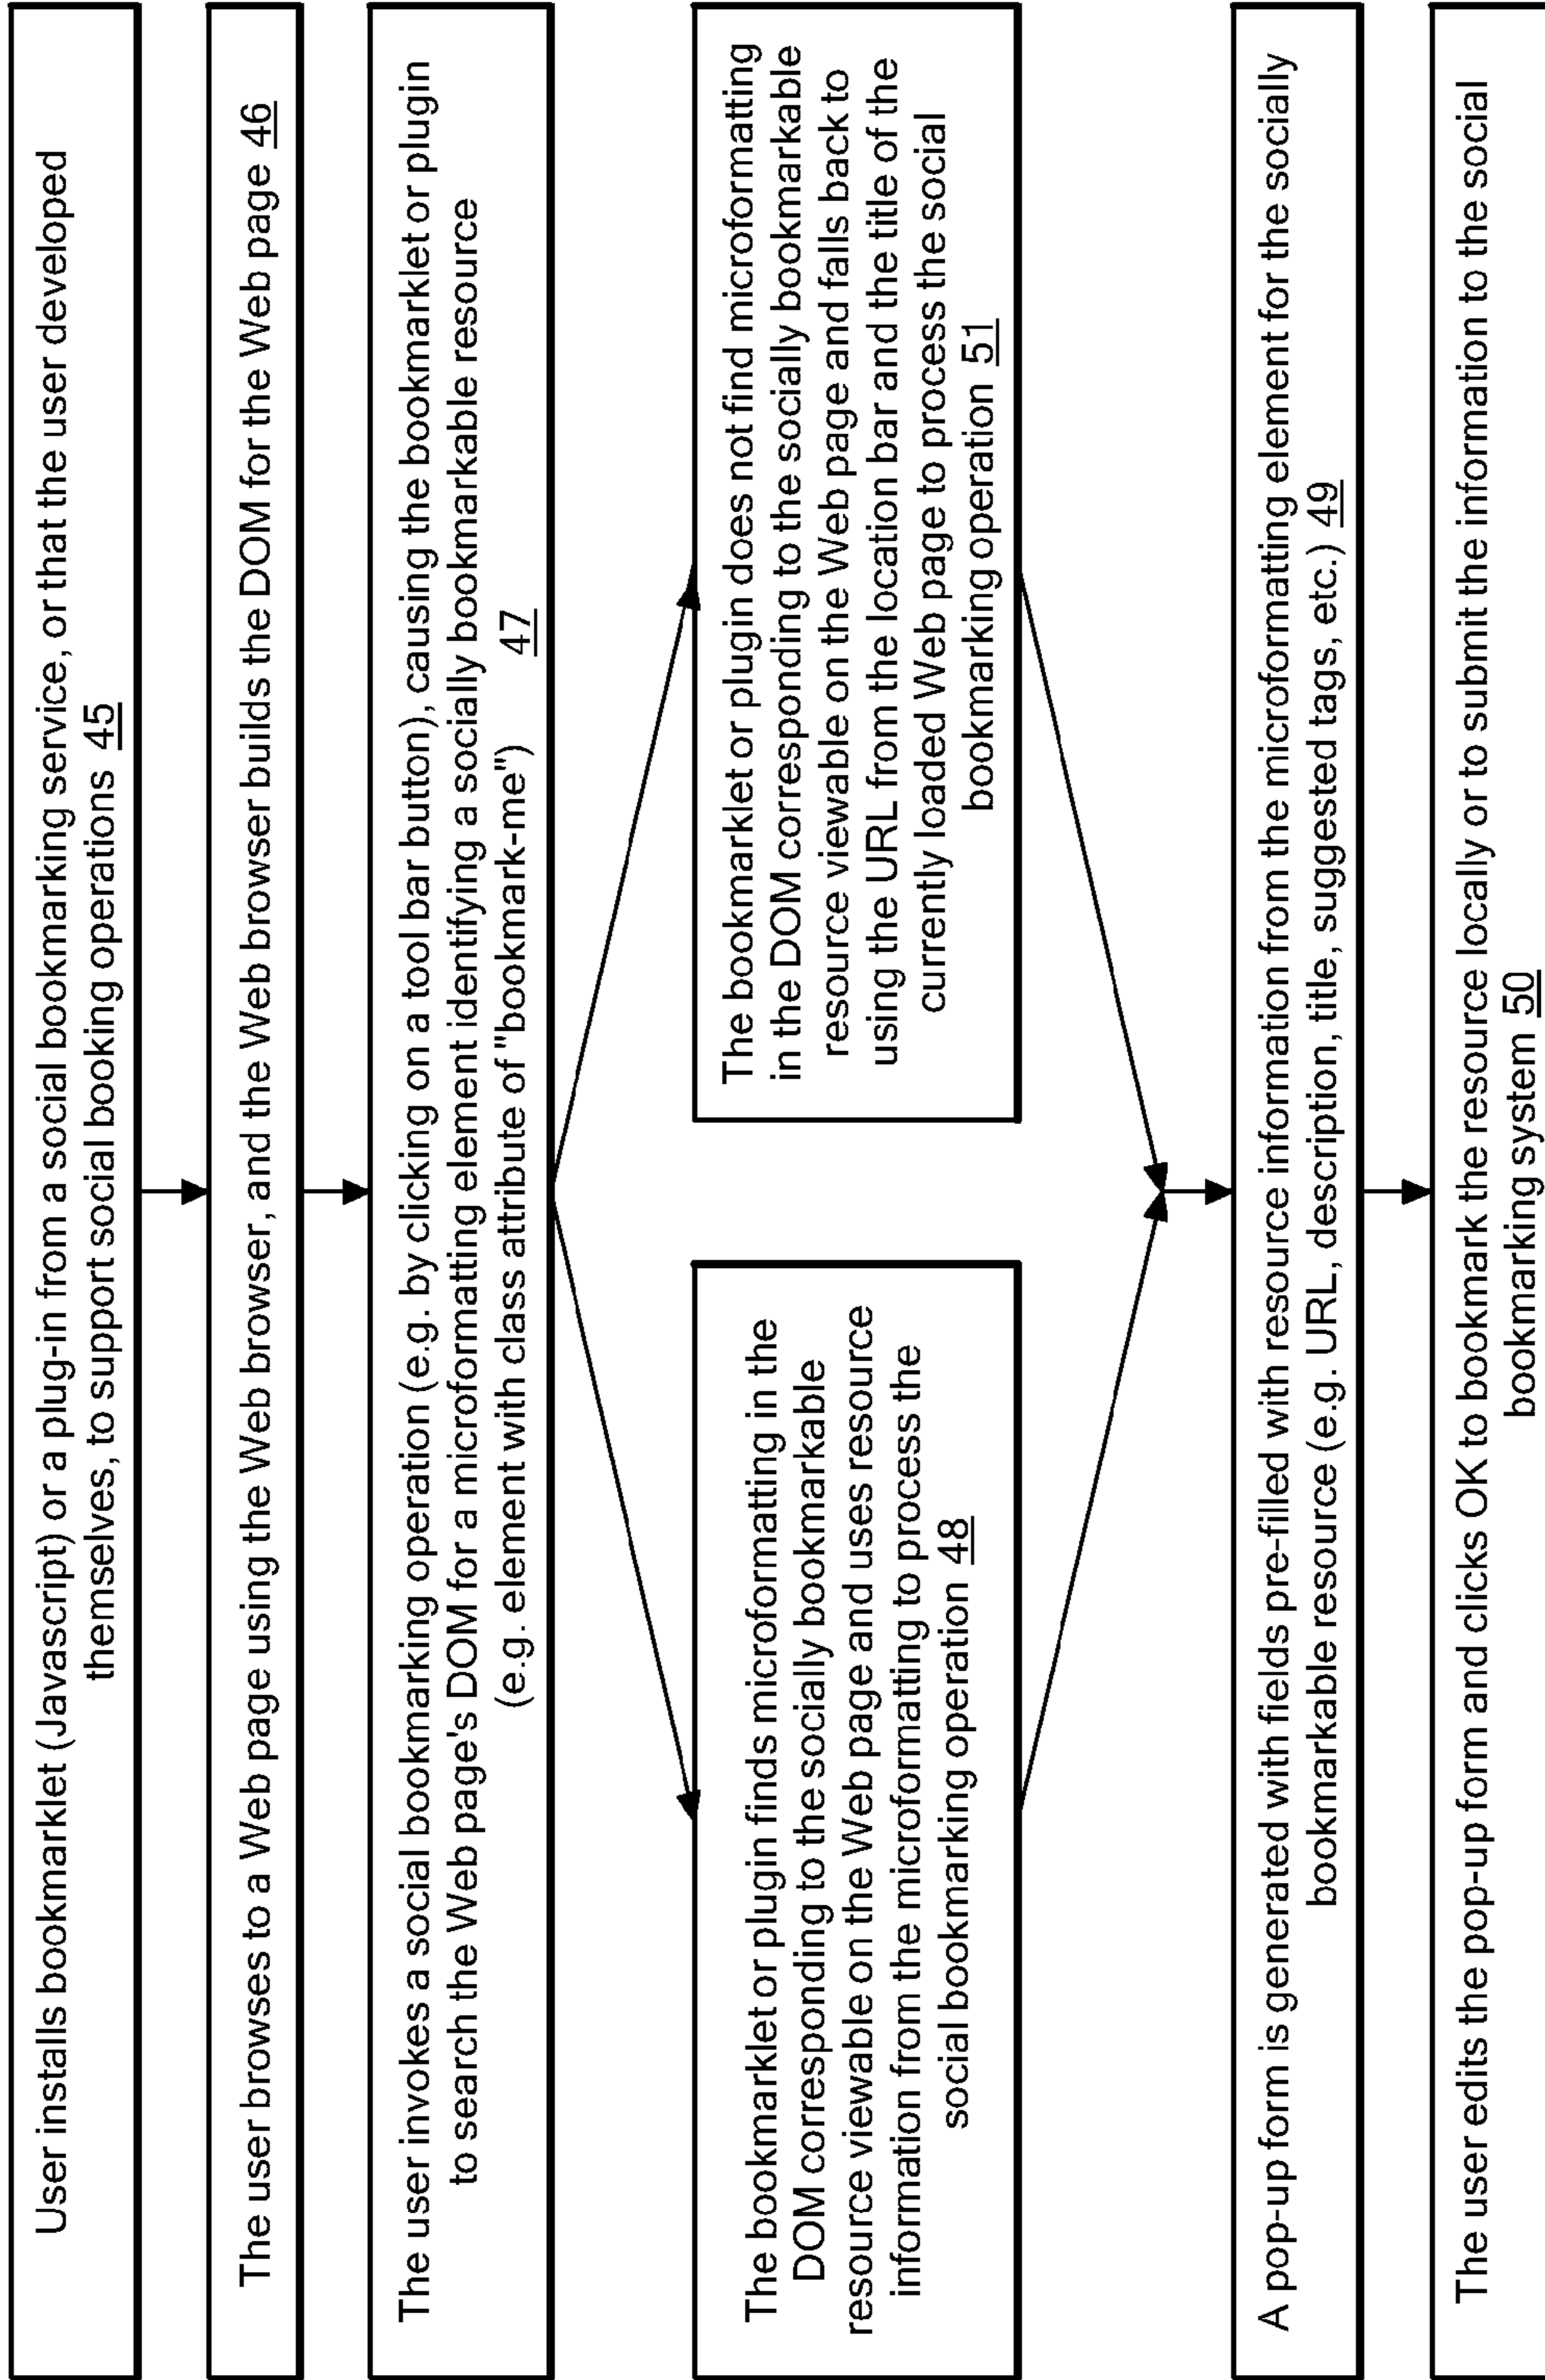 User installs bookmarklet (Javascript) or a plug-in from a social bookmarking service, or that the user developed
themselves, to support social booking operations 45
The user browses to a Web page using the Web browser, and the Web browser builds the DOM for the Web page 46
The user invokes a social bookmarking operation (e.g. by clicking on a tool bar button), causing the bookmarklet or plugin
to search the Web page's DOM for a microformatting element identifying a socially bookmarkable resource
(e.g. element with class attribute of "bookmark-me")
47
The bookmarklet or plugin finds microformatting in the
DOM corresponding to the socially bookmarkable
resource viewable on the Web page and uses resource
information from the microformatting to process the
social bookmarking operation 48
The bookmarklet or plugin does not find microformatting
in the DOM corresponding to the socially bookmarkable
resource viewable on the Web page and falls back to
using the URL from the location bar and the title of the
currently loaded Web page to process the social
bookmarking operation 51
A pop-up form is generated with fields pre-filled with resource information from the microformatting element for the socially
bookmarkable resource (e.g. URL, description, title, suggested tags, etc.) 49
The user edits the pop-up form and clicks OK to bookmark the resource locally or to submit the information to the social
bookmarking system 50